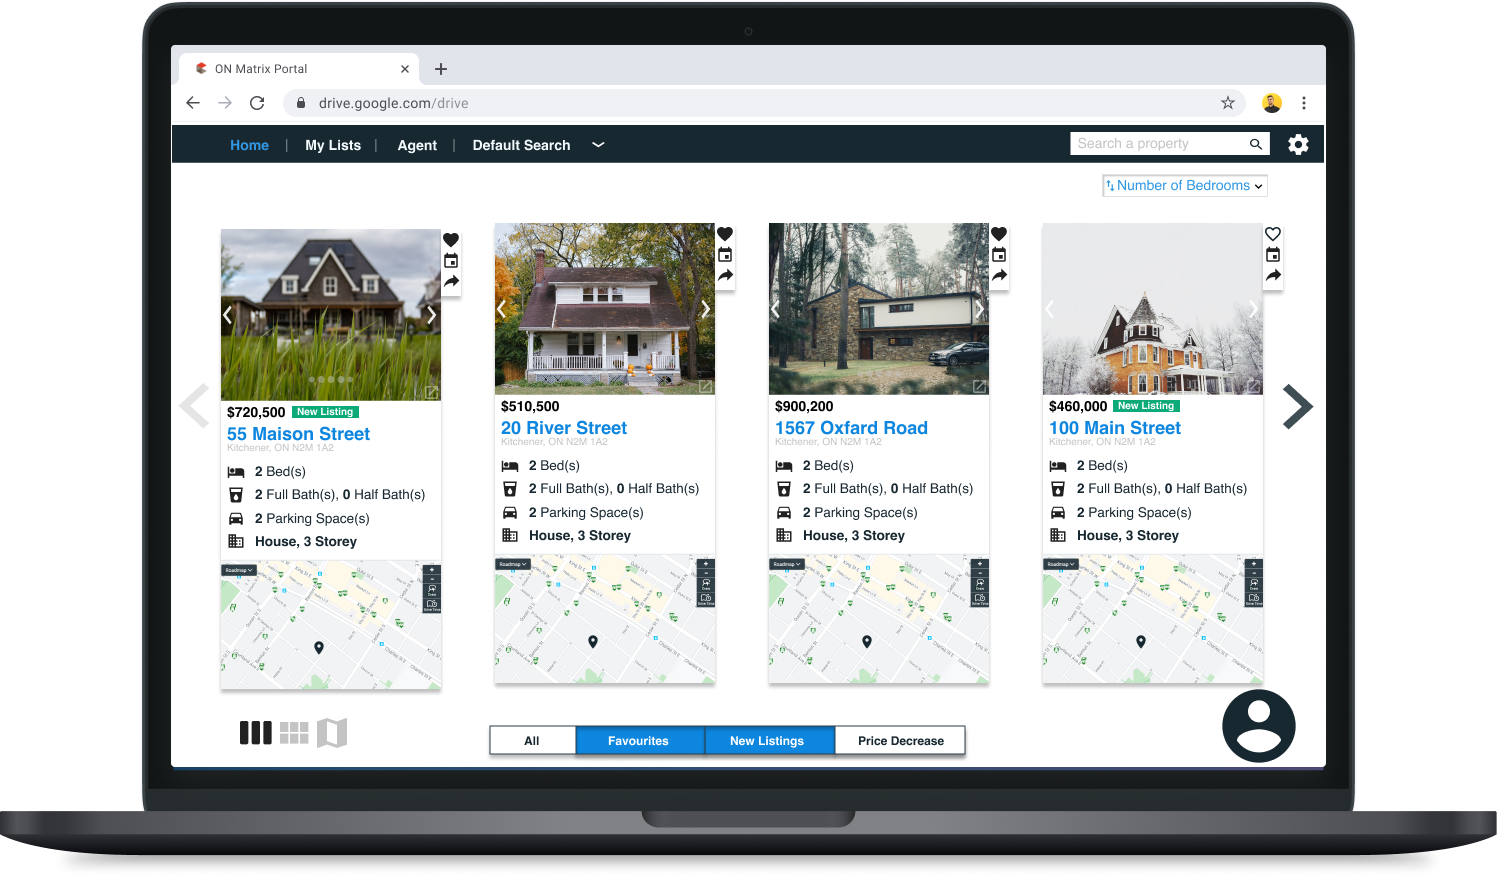 ON Matrix Portal
drive.google.com/drive
Home | My Lists | Agent | Default Search
Search a property
Number of Bedrooms
$720,500 New Listing
55 Maison Street
Kitchener, ON N2M 1A2
2 Bed(s)
2 Full Bath(s), 0 Half Bath(s)
2 Parking Space(s)
House, 3 Storey
Roadmap
$510,500
20 River Street
Kitchener, ON N2M 1A2
2 Bed(s)
2 Full Bath(s), 0 Half Bath(s)
2 Parking Space(s)
House, 3 Storey
Roadmap
$900,200
1567 Oxfard Road
Kitchener, ON N2M 1A2
2 Bed(s)
2 Full Bath(s), 0 Half Bath(s)
2 Parking Space(s)
House, 3 Storey
Roadmap
$460,000 New Listing
100 Main Street
Kitchener, ON N2M 1A2
2 Bed(s)
2 Full Bath(s), 0 Half Bath(s)
2 Parking Space(s)
House, 3 Storey
Roadmap
All
Favourites
New Listings
Price Decrease